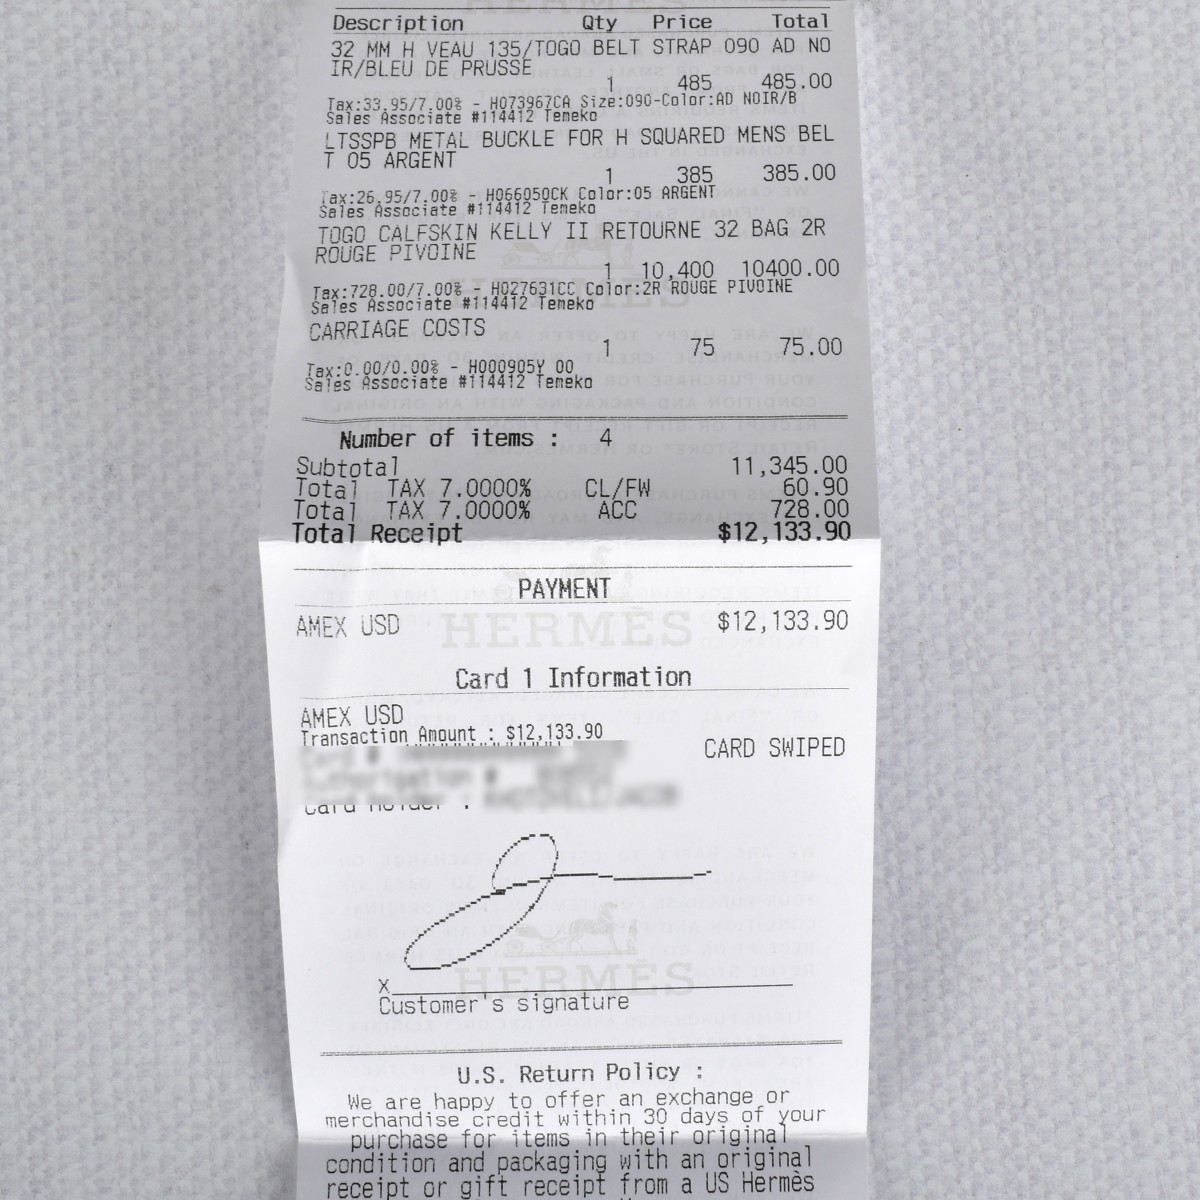 Description Qty Price Total
32 MM H VEAU 135/TOGO BELT STRAP 090 AD NO
IR/BLEU DE PRUSSE
1 485 485.00
Tax:33.95/7.00% - H073967CA Size:090-Color:AD NOIR/B
Sales Associate #114412 Temeko
LTSSPB METAL BUCKLE FOR H SQUARED MENS BEL
T 05 ARGENT
1 385 385.00
Tax:26.95/7.00% - H066050CK Color:05 ARGENT
Sales Associate #114412 Temeko
TOGO CALFSKIN KELLY II RETOURNE 32 BAG 2R
ROUGE PIVOINE
1 10,400 10400.00
Tax:728.00/7.00% - H027631CC Color:2R ROUGE PIVOINE
Sales Associate #114412 Temeko
CARRIAGE COSTS
1 75 75.00
Tax:0.00/0.00% - H000905Y 00
Sales Associate #114412 Temeko
Number of items : 4
Subtotal 11,345.00
Total TAX 7.0000% CL/FW 60.90
Total TAX 7.0000% ACC 728.00
Total Receipt $12,133.90
PAYMENT
AMEX USD $12,133.90
HERMÈS
Card 1 Information
AMEX USD
Transaction Amount : $12,133.90
CARD SWIPED
Card Holder :
HERMÈS
X
Customer's signature
U.S. Return Policy :
We are happy to offer an exchange or
merchandise credit within 30 days of your
purchase for items in their original
condition and packaging with an original
receipt or gift receipt from a US Hermès